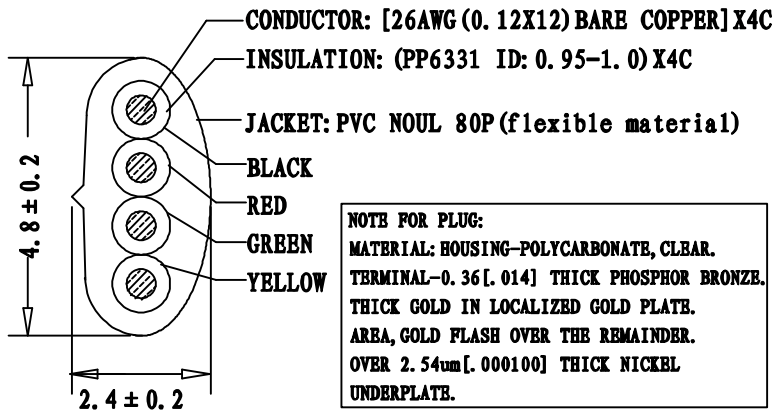 CONDUCTOR: [26AWG(0.12X12)BARE COPPER]X4C
INSULATION: (PP6331 ID:0.95-1.0)X4C
JACKET:PVC NOUL 80P(flexible material)
BLACK
RED
GREEN
YELLOW
4.8±0.2
2.4±0.2
NOTE FOR PLUG:
MATERIAL:HOUSING-POLYCARBONATE,CLEAR.
TERMINAL-0.36[.014] THICK PHOSPHOR BRONZE.
THICK GOLD IN LOCALIZED GOLD PLATE.
AREA,GOLD FLASH OVER THE REMAINDER.
OVER 2.54um[.000100] THICK NICKEL
UNDERPLATE.